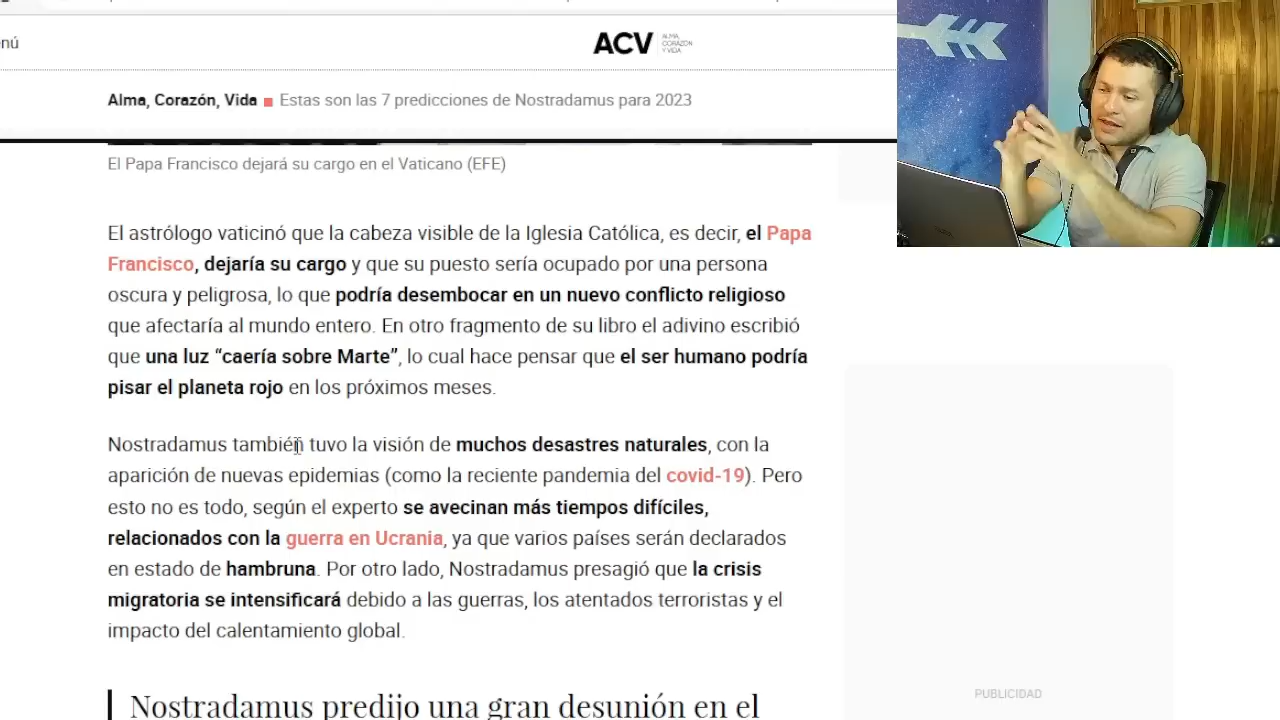 nú
ACV ALMA, CORAZÓN Y VIDA
Alma, Corazón, Vida Estas son las 7 predicciones de Nostradamus para 2023
El Papa Francisco dejará su cargo en el Vaticano (EFE)
El astrólogo vaticinó que la cabeza visible de la Iglesia Católica, es decir, el Papa
Francisco, dejaría su cargo y que su puesto sería ocupado por una persona
oscura y peligrosa, lo que podría desembocar en un nuevo conflicto religioso
que afectaría al mundo entero. En otro fragmento de su libro el adivino escribió
que una luz “caería sobre Marte”, lo cual hace pensar que el ser humano podría
pisar el planeta rojo en los próximos meses.
Nostradamus también tuvo la visión de muchos desastres naturales, con la
aparición de nuevas epidemias (como la reciente pandemia del covid-19). Pero
esto no es todo, según el experto se avecinan más tiempos difíciles,
relacionados con la guerra en Ucrania, ya que varios países serán declarados
en estado de hambruna. Por otro lado, Nostradamus presagió que la crisis
migratoria se intensificará debido a las guerras, los atentados terroristas y el
impacto del calentamiento global.
PUBLICIDAD
Nostradamus predijo una gran desunión en el